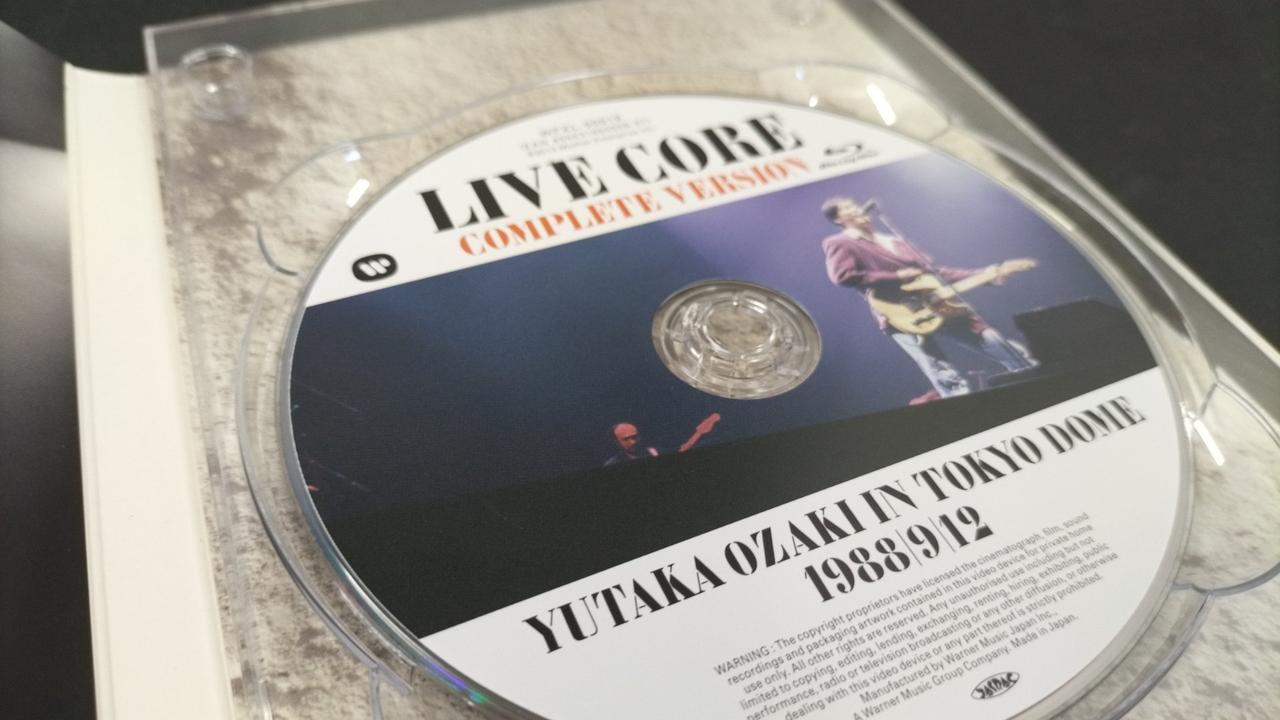 LIVE CORE
COMPLETE VERSION
YUTAKA OZAKI IN TOKYO DOME
1988|9|12
WARNING : The copyright proprietors have licensed the cinematograph, film, sound
recordings and packaging artwork contained in this video device for private home
use only. All other rights are reserved. Any unauthorised use including but not
limited to copying, editing, lending, exchanging, renting, hiring, exhibiting, public
performance, radio or television broadcasting or any other diffusion, or otherwise
dealing with this video device or any part thereof is strictly prohibited.
Manufactured by Warner Music Japan Inc.,
A Warner Music Group Company. Made in Japan.
JASRAC